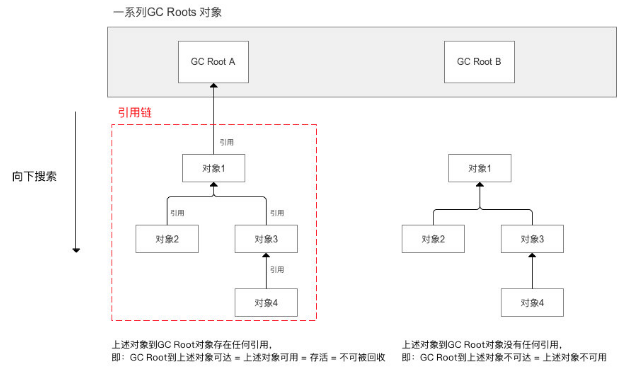 一系列GC Roots 对象
GC Root A
GC Root B
引用链
引用
向下搜索
对象1
对象1
引用
引用
对象2
对象3
对象2
对象3
引用
对象4
对象4
上述对象到GC Root对象存在任何引用，
即：GC Root到上述对象可达 = 上述对象可用 = 存活 = 不可被回收
上述对象到GC Root对象没有任何引用，
即：GC Root到上述对象不可达 = 上述对象不可用